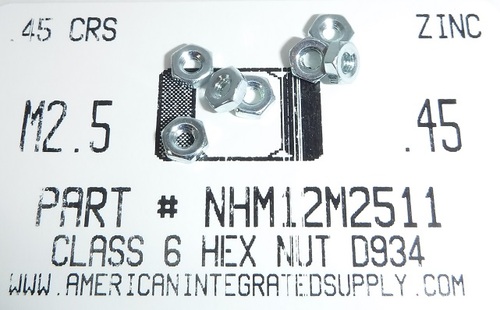 .45 CRS ZINC
M2.5 .45
PART # NHM12M2511
CLASS 6 HEX NUT D934
WWW.AMERICANINTEGRATEDSUPPLY.COM